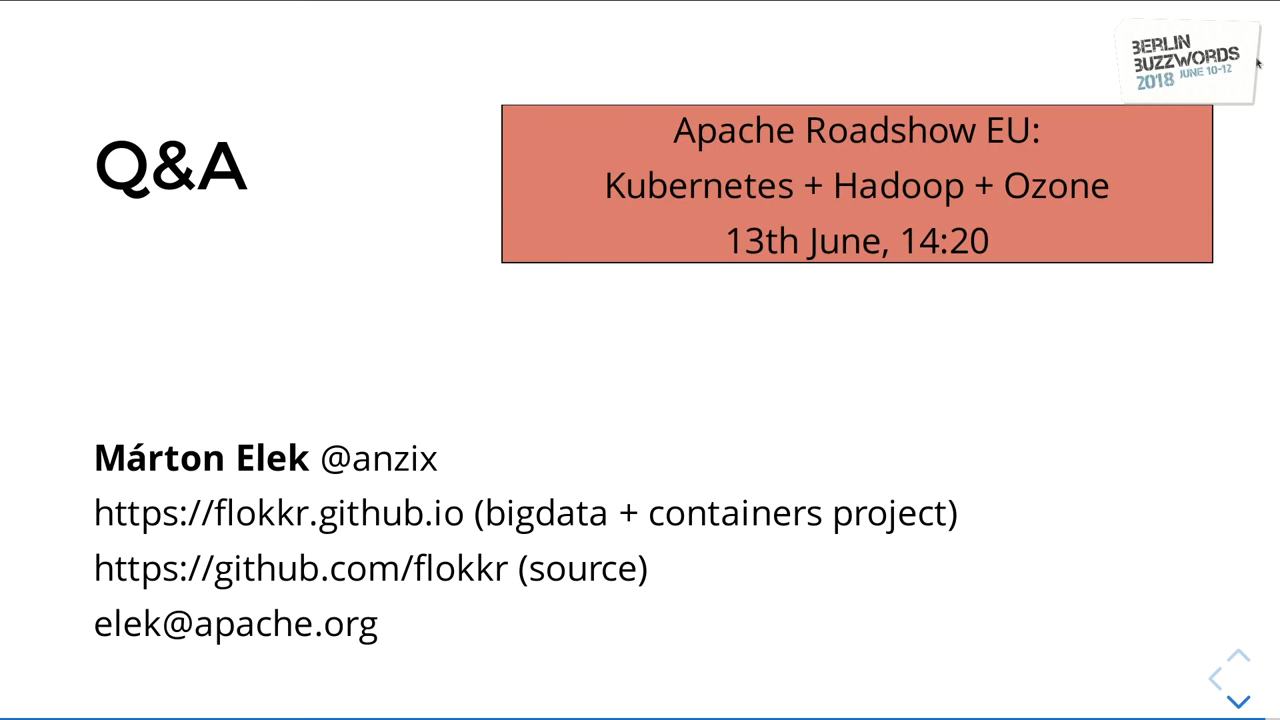 BERLIN
BUZZWORDS
2018 JUNE 10-12
Q&A
Apache Roadshow EU:
Kubernetes + Hadoop + Ozone
13th June, 14:20
Márton Elek @anzix
https://flokkr.github.io (bigdata + containers project)
https://github.com/flokkr (source)
elek@apache.org